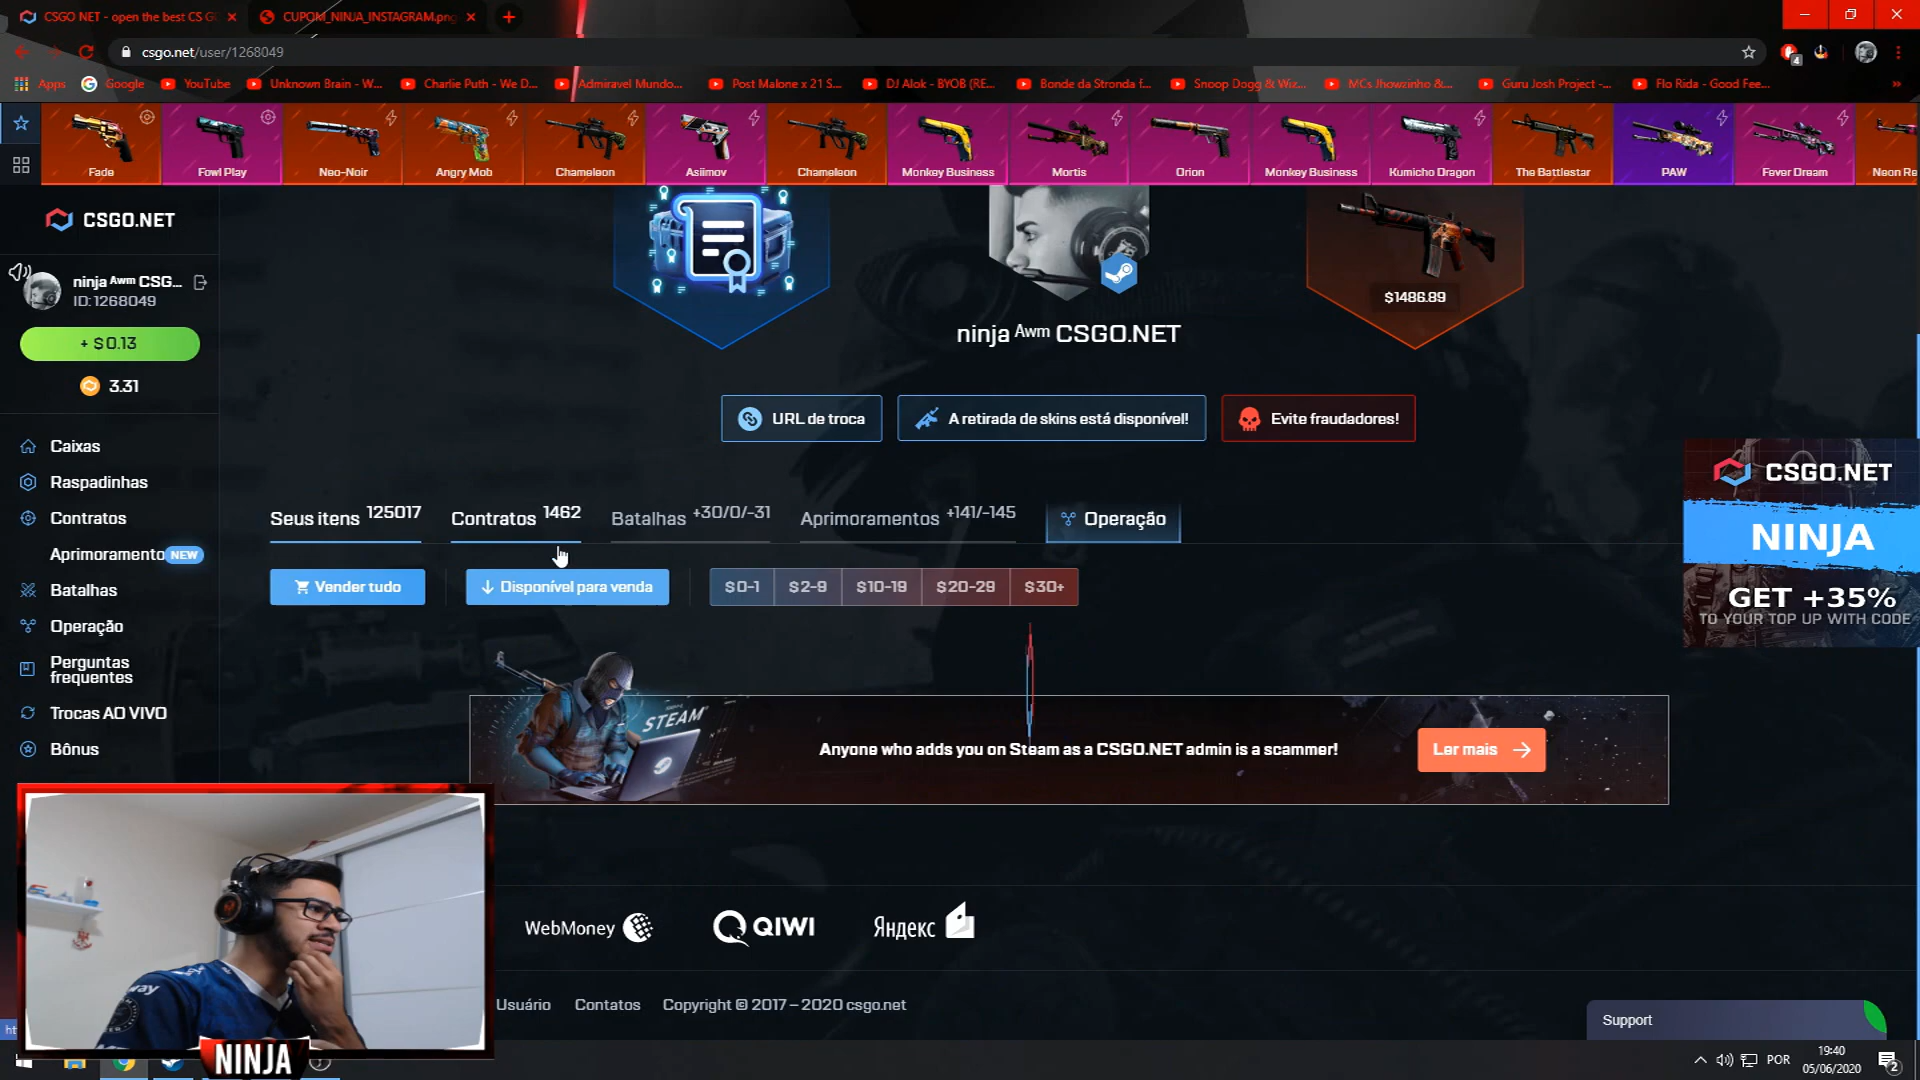 CSGO NET - open the best CS G
CUPOM_NINJA_INSTAGRAM.png
csgo.net/user/1268049
4
Apps
Google
YouTube
Unknown Brain - W...
Charlie Puth - We D...
Admiravel Mundo...
Post Malone x 21 S...
DJ Alok - BYOB (RE...
Bonde da Stronda f...
Snoop Dogg & Wiz...
MCs Jhowzinho &...
Guru Josh Project -...
Flo Rida - Good Fee...
Fade
Fowl Play
Neo-Noir
Angry Mob
Chameleon
Asiimov
Chameleon
Monkey Business
Mortis
Orion
Monkey Business
Kumicho Dragon
The Battlestar
PAW
Fever Dream
Neon Re
CSGO.NET
ninja ᴬʷᵐ CSG...
ID:1268049
+ $0.13
3.31
Caixas
Raspadinhas
Contratos
Aprimoramento NEW
Batalhas
Operação
Perguntas
frequentes
Trocas AO VIVO
Bônus
$1486.89
ninja ᴬʷᵐ CSGO.NET
URL de troca
A retirada de skins está disponível!
Evite fraudadores!
Seus itens 125017
Contratos 1462
Batalhas +30/0/-31
Aprimoramentos +141/-145
Operação
Vender tudo
Disponível para venda
$0-1
$2-9
$10-19
$20-29
$30+
CSGO.NET
NINJA
GET +35%
TO YOUR TOP UP WITH CODE
STEAM
Anyone who adds you on Steam as a CSGO.NET admin is a scammer!
Ler mais
WebMoney
QIWI
Яндекс
Usuário
Contatos
Copyright © 2017 – 2020 csgo.net
Support
NINJA
POR
19:40
05/06/2020
2